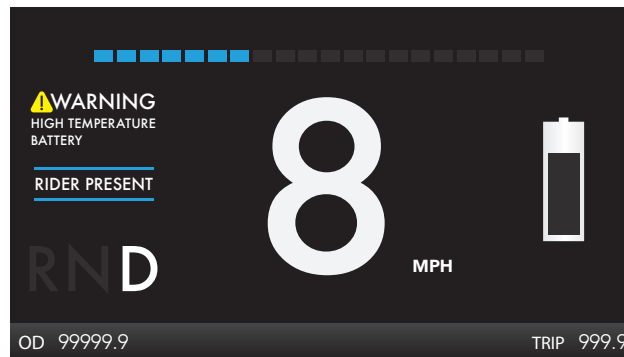 WARNING
HIGH TEMPERATURE
BATTERY
RIDER PRESENT
8
MPH
RND
OD 99999.9
TRIP 999.9